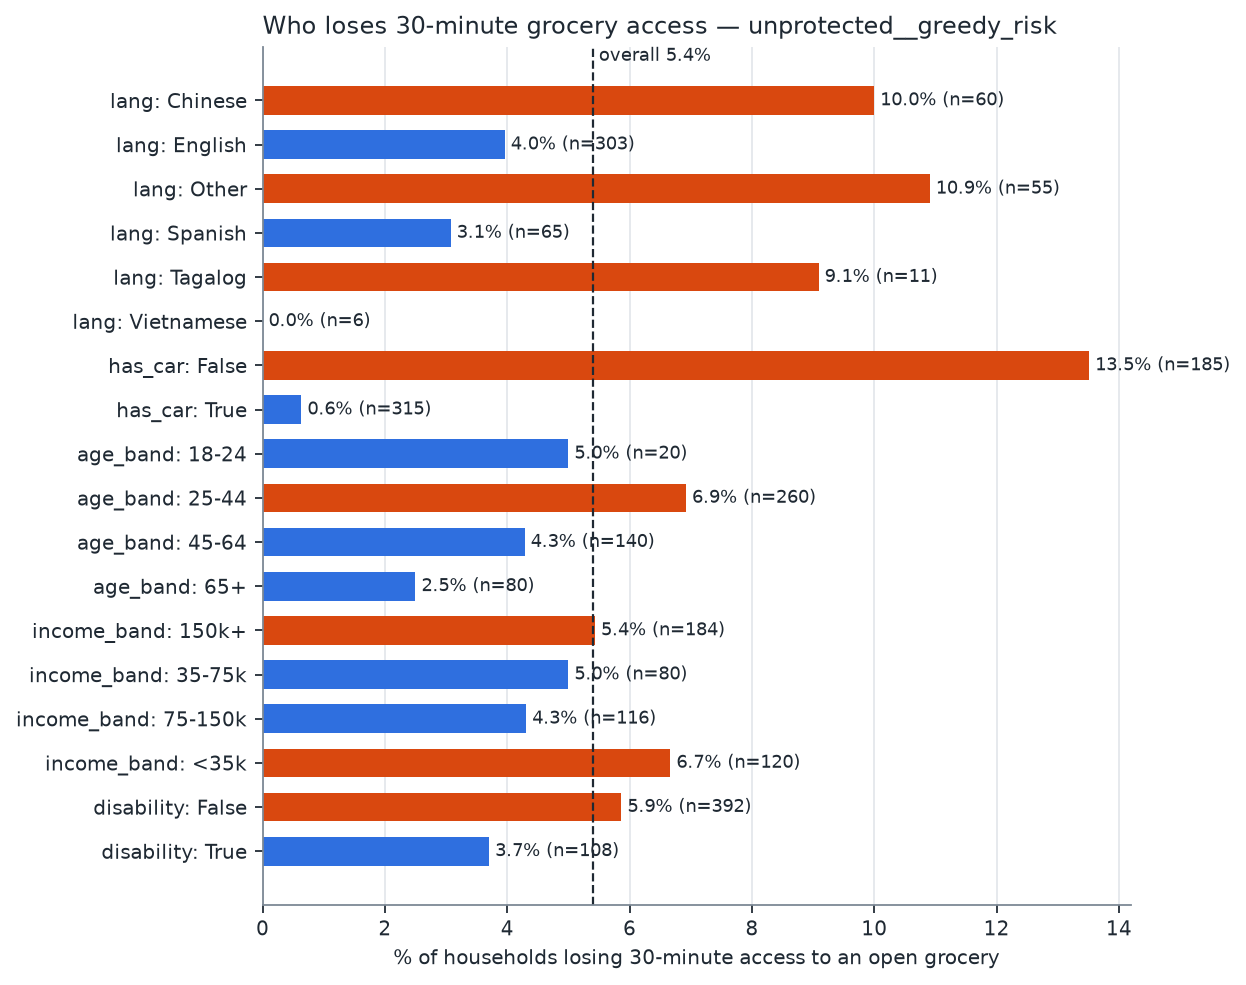 Who loses 30-minute grocery access — unprotected__greedy_risk
overall 5.4%
lang: Chinese 10.0% (n=60)
lang: English 4.0% (n=303)
lang: Other 10.9% (n=55)
lang: Spanish 3.1% (n=65)
lang: Tagalog 9.1% (n=11)
lang: Vietnamese 0.0% (n=6)
has_car: False 13.5% (n=185)
has_car: True 0.6% (n=315)
age_band: 18-24 5.0% (n=20)
age_band: 25-44 6.9% (n=260)
age_band: 45-64 4.3% (n=140)
age_band: 65+ 2.5% (n=80)
income_band: 150k+ 5.4% (n=184)
income_band: 35-75k 5.0% (n=80)
income_band: 75-150k 4.3% (n=116)
income_band: <35k 6.7% (n=120)
disability: False 5.9% (n=392)
disability: True 3.7% (n=108)
0 2 4 6 8 10 12 14
% of households losing 30-minute access to an open grocery